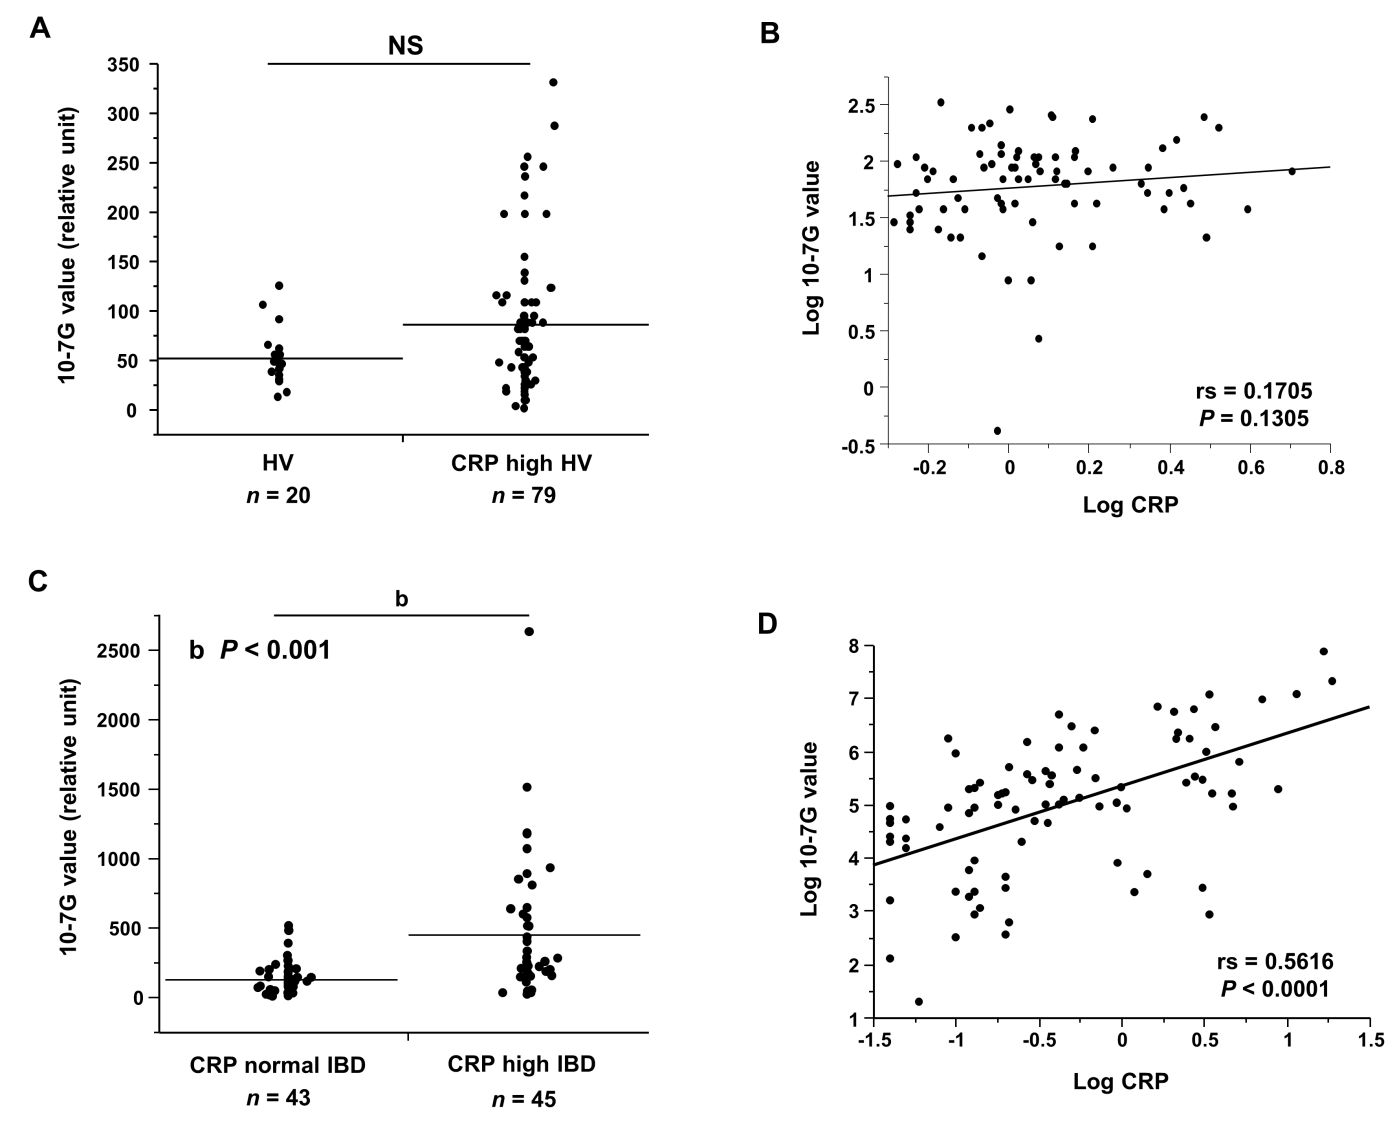 A
NS
10-7G value (relative unit)
350
300
250
200
150
100
50
0
HV
CRP high HV
n = 20
n = 79
B
Log 10-7G value
2.5
2
1.5
1
0.5
0
-0.5
rs = 0.1705
P = 0.1305
-0.2
0
0.2
0.4
0.6
0.8
Log CRP
C
b
b P < 0.001
10-7G value (relative unit)
2500
2000
1500
1000
500
0
CRP normal IBD
CRP high IBD
n = 43
n = 45
D
Log 10-7G value
8
7
6
5
4
3
2
1
rs = 0.5616
P < 0.0001
-1.5
-1
-0.5
0
0.5
1
1.5
Log CRP